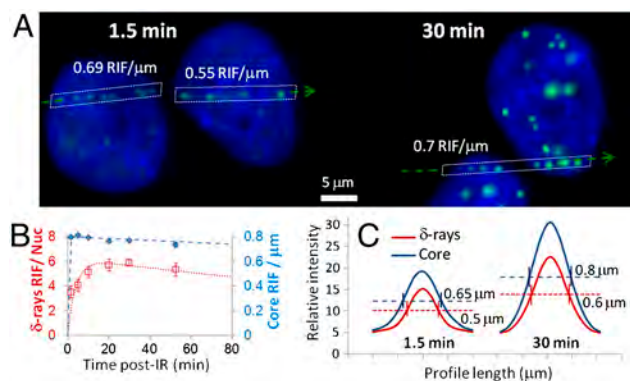 A
1.5 min
30 min
0.69 RIF/μm
0.55 RIF/μm
0.7 RIF/μm
5 μm
B
δ-rays RIF/ Nuc
8
6
4
2
0
0.8
0.6
0.4
0.2
0
Core RIF/ μm
0 20 40 60 80
Time post-IR (min)
C
Relative intensity
30
25
20
15
10
5
0
δ-rays
Core
0.65 μm
0.5 μm
0.8 μm
0.6 μm
1.5 min
30 min
Profile length (μm)